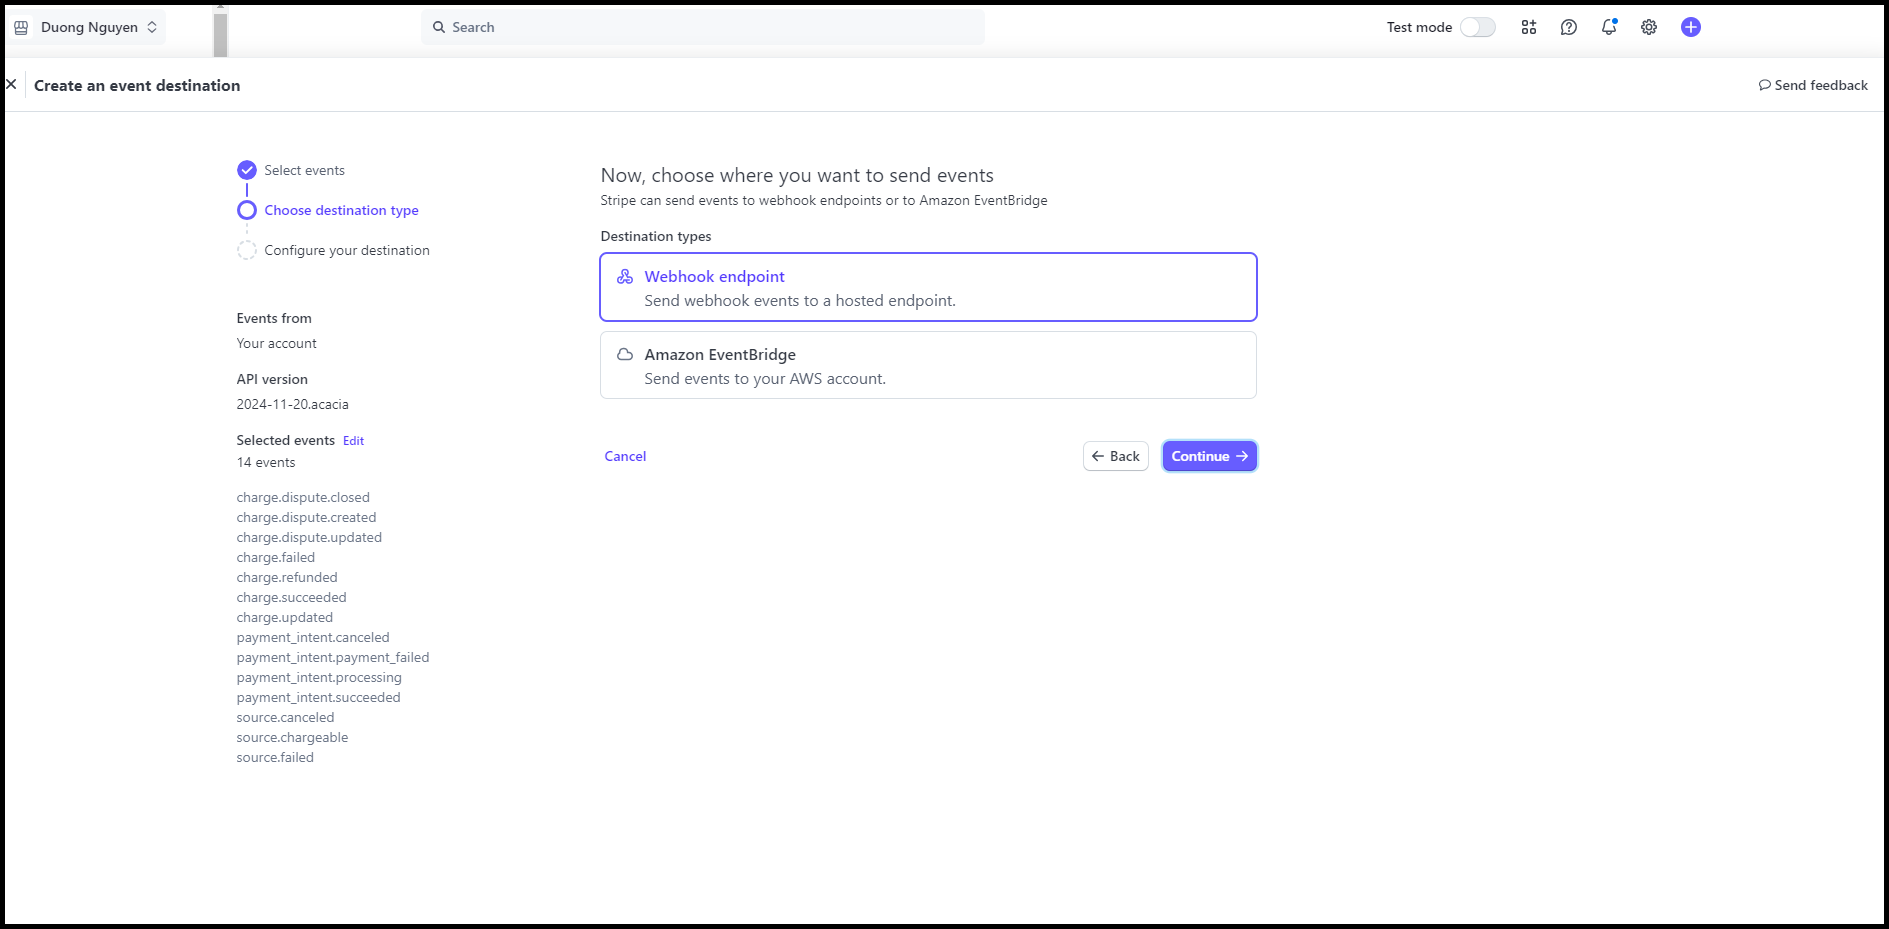 Duong Nguyen
Search
Test mode
Create an event destination
Send feedback
Select events
Choose destination type
Configure your destination
Events from
Your account
API version
2024-11-20.acacia
Selected events Edit
14 events
charge.dispute.closed
charge.dispute.created
charge.dispute.updated
charge.failed
charge.refunded
charge.succeeded
charge.updated
payment_intent.canceled
payment_intent.payment_failed
payment_intent.processing
payment_intent.succeeded
source.canceled
source.chargeable
source.failed
Now, choose where you want to send events
Stripe can send events to webhook endpoints or to Amazon EventBridge
Destination types
Webhook endpoint
Send webhook events to a hosted endpoint.
Amazon EventBridge
Send events to your AWS account.
Cancel
Back
Continue